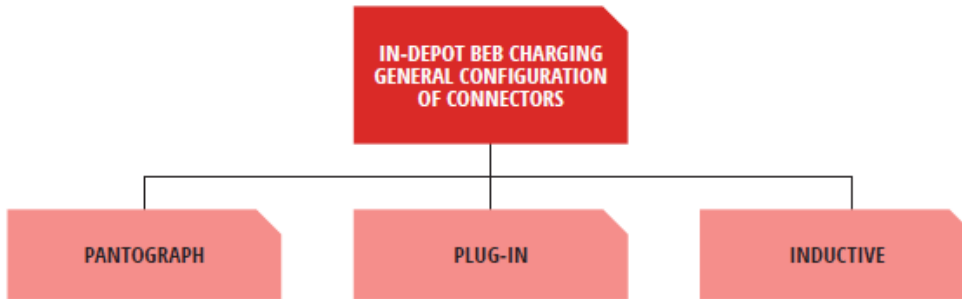 IN-DEPOT BEB CHARGING
GENERAL CONFIGURATION
OF CONNECTORS
PANTOGRAPH
PLUG-IN
INDUCTIVE